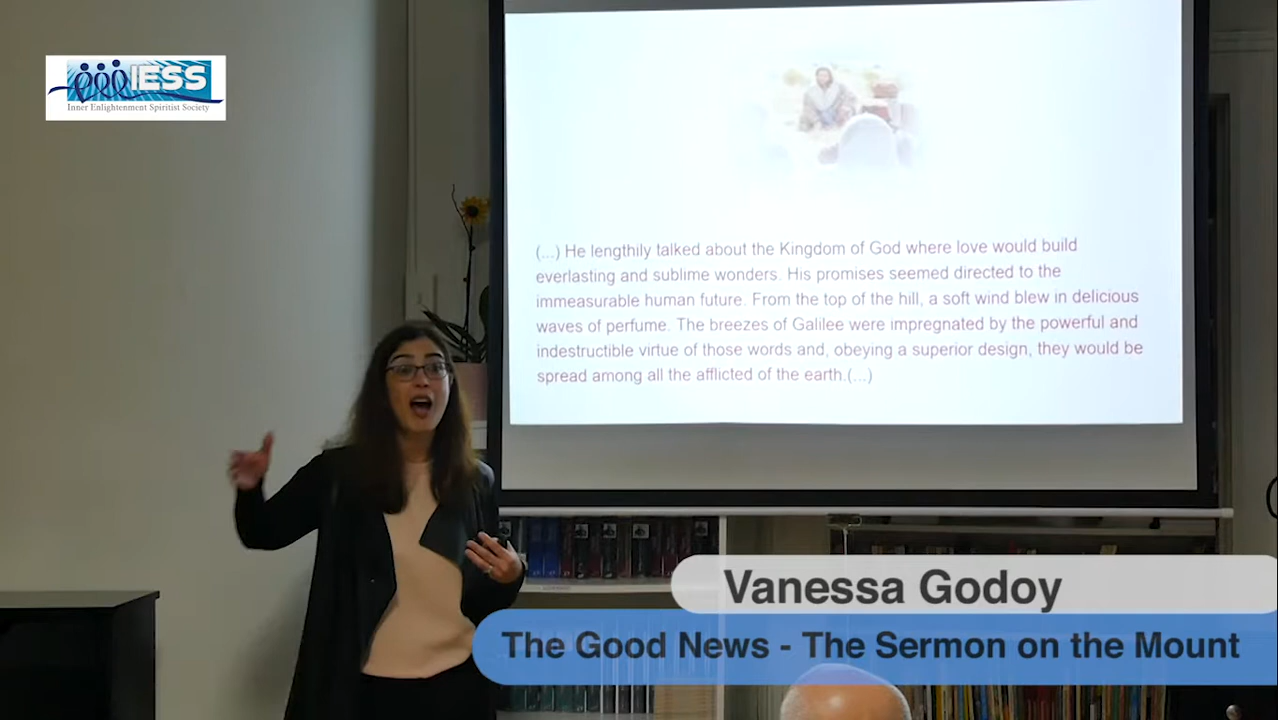 IESS
Inner Enlightenment Spiritist Society
(...) He lengthily talked about the Kingdom of God where love would build
everlasting and sublime wonders. His promises seemed directed to the
immeasurable human future. From the top of the hill, a soft wind blew in delicious
waves of perfume. The breezes of Galilee were impregnated by the powerful and
indestructible virtue of those words and, obeying a superior design, they would be
spread among all the afflicted of the earth.(...)
Vanessa Godoy
The Good News - The Sermon on the Mount